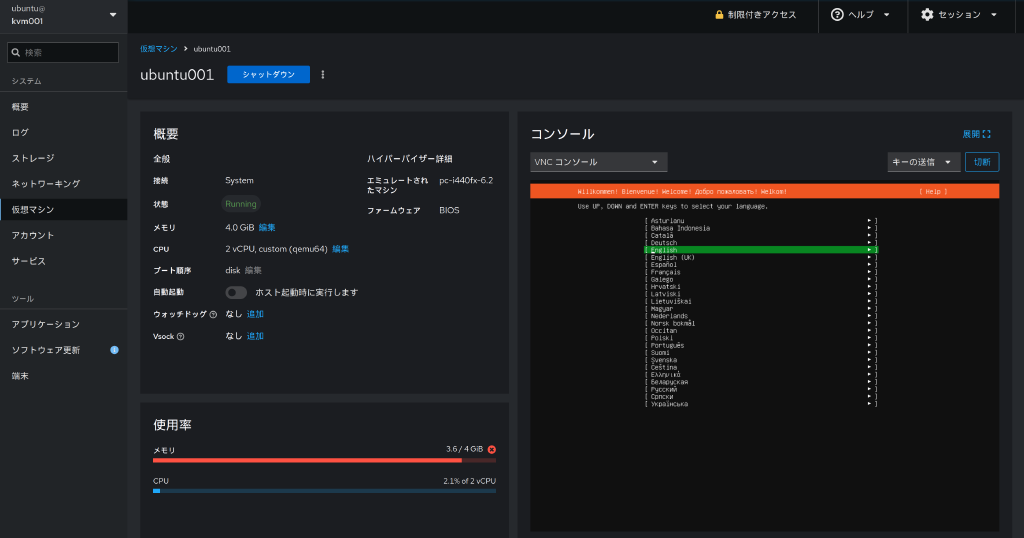 ubuntu@
kvm001
制限付きアクセス
ヘルプ
セッション
検索
システム
概要
ログ
ストレージ
ネットワーキング
仮想マシン
アカウント
サービス
ツール
アプリケーション
ソフトウェア更新
端末
仮想マシン > ubuntu001
ubuntu001
シャットダウン
概要
全般
接続 System
状態 Running
メモリ 4.0 GiB 編集
CPU 2 vCPU, custom (qemu64) 編集
ブート順序 disk 編集
自動起動 ホスト起動時に実行します
ウォッチドッグ なし 追加
Vsock なし 追加
ハイパーバイザー詳細
エミュレートされ
たマシン pc-i440fx-6.2
ファームウェア BIOS
使用率
メモリ 3.6 / 4 GiB
CPU 2.1% of 2 vCPU
コンソール
展開
VNC コンソール
キーの送信
切断
Willkommen! Bienvenue! Welcome! Добро пожаловать! Welkom! [ Help ]
Use UP, DOWN and ENTER keys to select your language.
[ Asturianu ► ]
[ Bahasa Indonesia ► ]
[ Català ► ]
[ Deutsch ► ]
[ English ► ]
[ English (UK) ► ]
[ Español ► ]
[ Français ► ]
[ Galego ► ]
[ Hrvatski ► ]
[ Latviski ► ]
[ Lietuviškai ► ]
[ Magyar ► ]
[ Nederlands ► ]
[ Norsk bokmål ► ]
[ Occitan ► ]
[ Polski ► ]
[ Português ► ]
[ Suomi ► ]
[ Svenska ► ]
[ Čeština ► ]
[ Ελληνικά ► ]
[ Беларуская ► ]
[ Русский ► ]
[ Српски ► ]
[ Українська ► ]